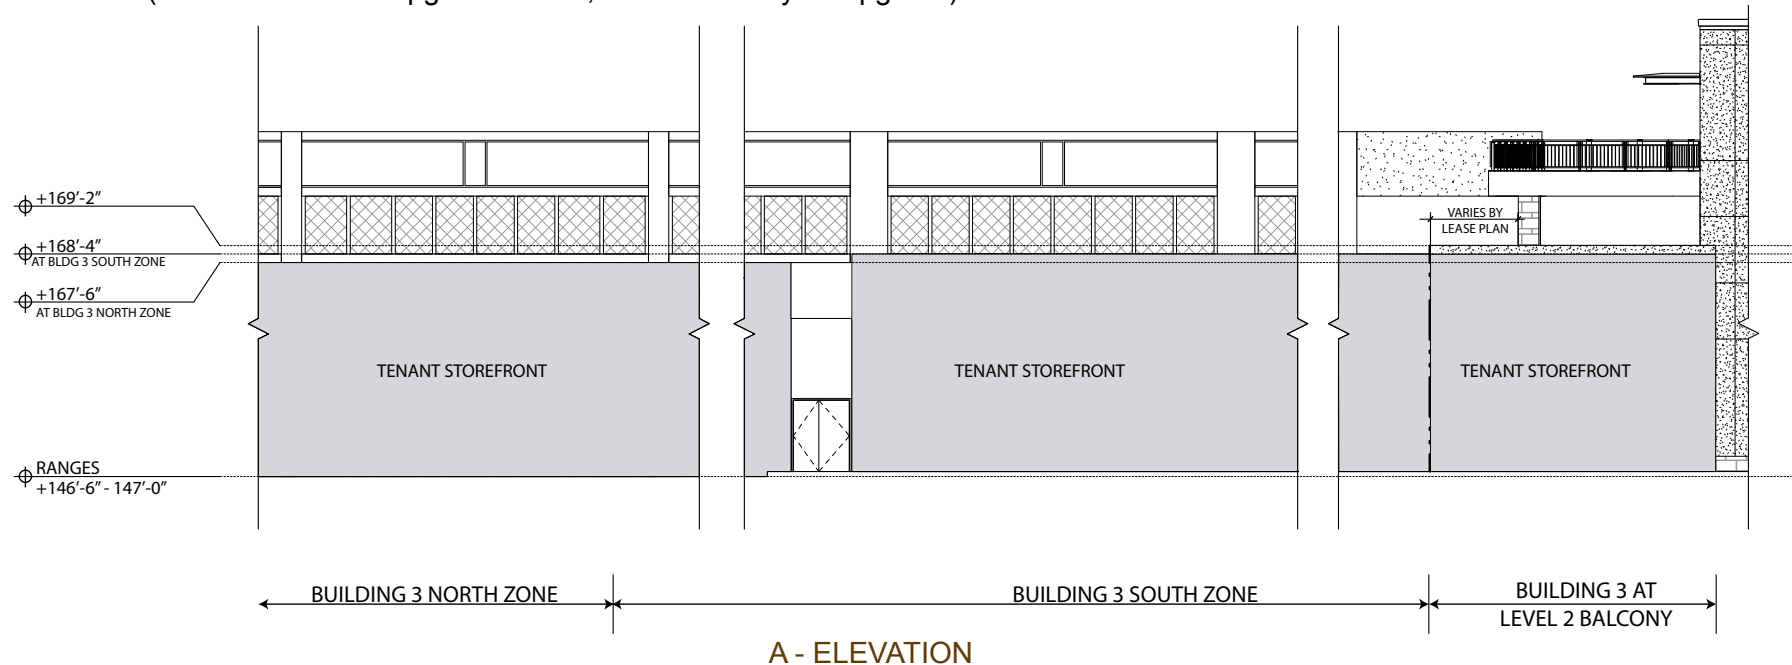 +169'-2"
+168'-4"
AT BLDG 3 SOUTH ZONE
+167'-6"
AT BLDG 3 NORTH ZONE
VARIES BY
LEASE PLAN
TENANT STOREFRONT
TENANT STOREFRONT
TENANT STOREFRONT
RANGES
+146'-6" - 147'-0"
BUILDING 3 NORTH ZONE
BUILDING 3 SOUTH ZONE
BUILDING 3 AT
LEVEL 2 BALCONY
A - ELEVATION